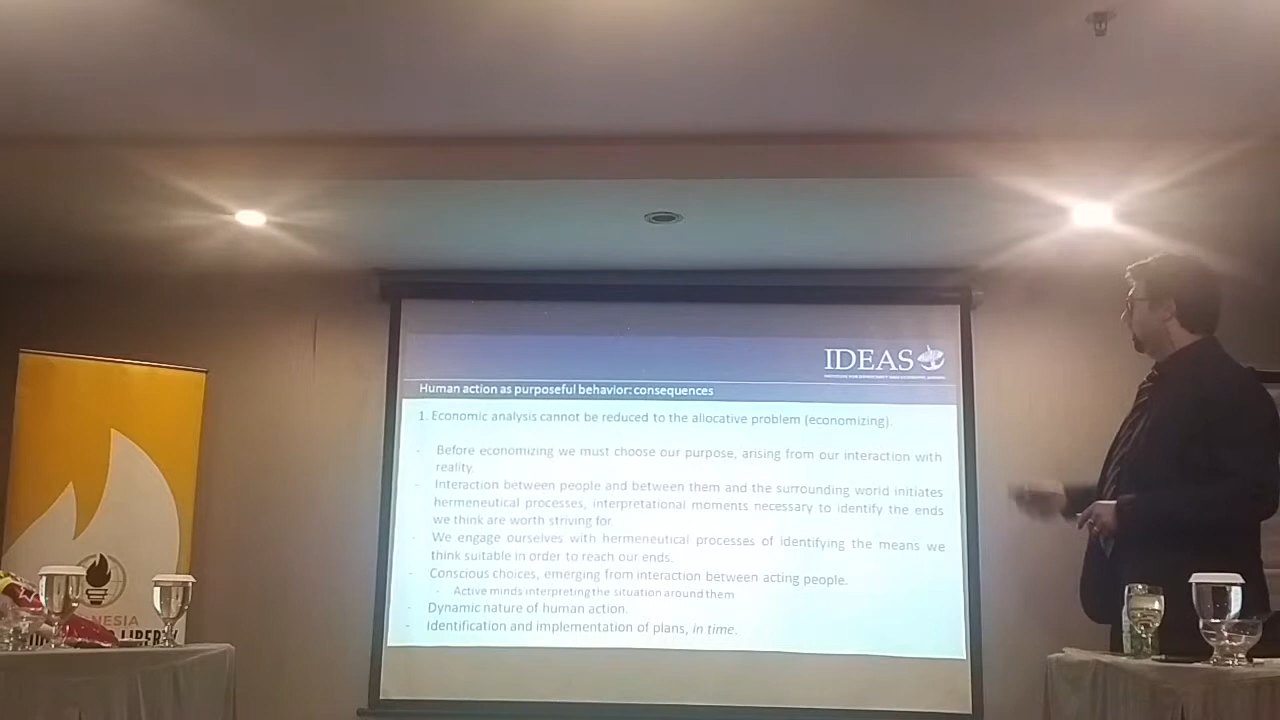 IDEAS
Human action as purposeful behavior: consequences
1. Economic analysis cannot be reduced to the allocative problem (economizing).
- Before economizing we must choose our purpose, arising from our interaction with
reality.
- Interaction between people and between them and the surrounding world initiates
hermeneutical processes, interpretational moments necessary to identify the ends
we think are worth striving for.
- We engage ourselves with hermeneutical processes of identifying the means we
think suitable in order to reach our ends.
- Conscious choices, emerging from interaction between acting people.
- Active minds interpreting the situation around them
- Dynamic nature of human action.
- Identification and implementation of plans, in time.